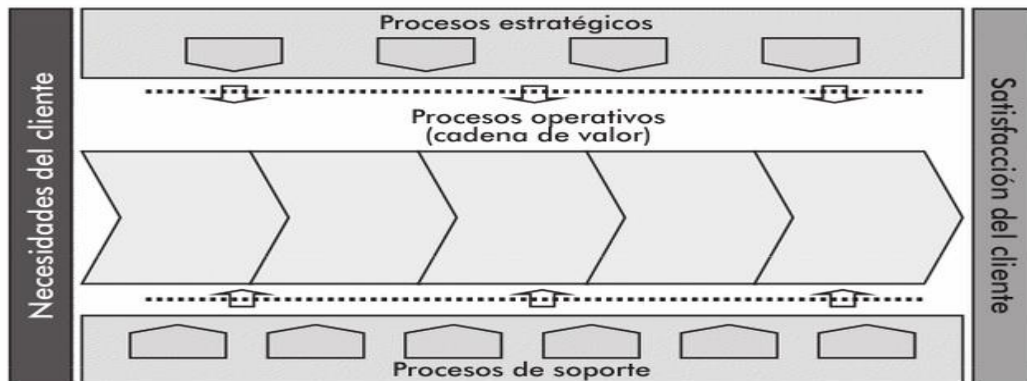 Necesidades del cliente
Procesos estratégicos
Procesos operativos
(cadena de valor)
Procesos de soporte
Satisfacción del cliente